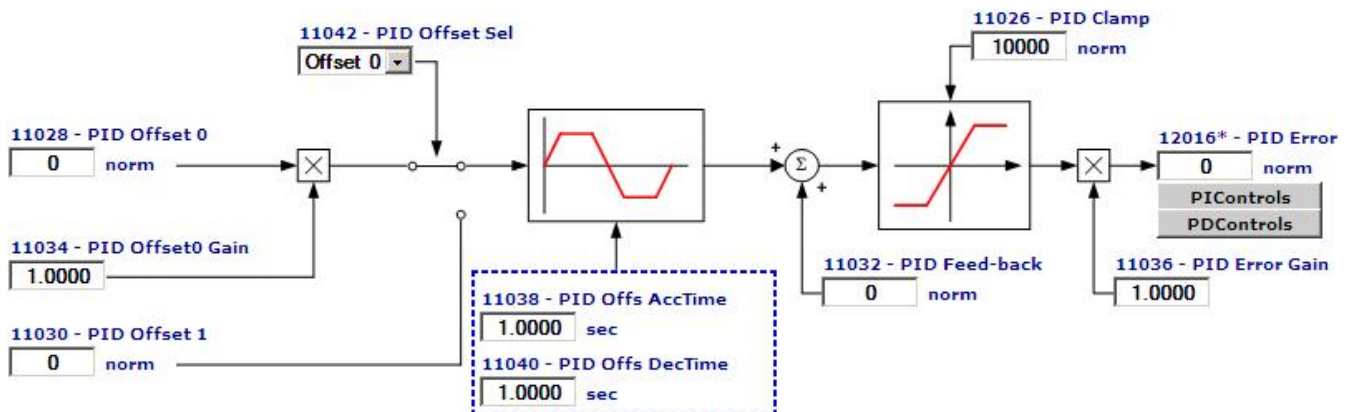 11026 - PID Clamp
10000 norm
11042 - PID Offset Sel
Offset 0
11028 - PID Offset 0
0 norm
12016* - PID Error
0 norm
PIControls
PDControls
+
Σ
+
11034 - PID Offset0 Gain
1.0000
11032 - PID Feed-back
0 norm
11036 - PID Error Gain
1.0000
11038 - PID Offs AccTime
1.0000 sec
11030 - PID Offset 1
0 norm
11040 - PID Offs DecTime
1.0000 sec